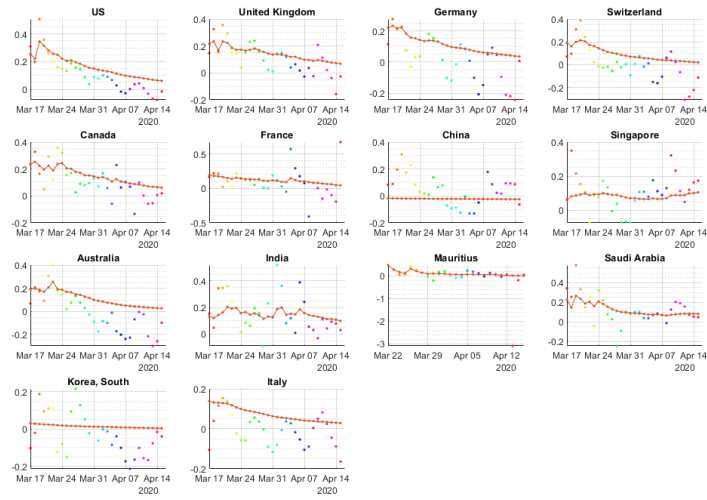 US
0.4
0.2
0
Mar 17 Mar 24 Mar 31 Apr 07 Apr 14
2020
United Kingdom
0.4
0.2
0
-0.2
Mar 17 Mar 24 Mar 31 Apr 07 Apr 14
2020
Germany
0.2
0
-0.2
Mar 17 Mar 24 Mar 31 Apr 07 Apr 14
2020
Switzerland
0.4
0.2
0
-0.2
Mar 17 Mar 24 Mar 31 Apr 07 Apr 14
2020
Canada
0.4
0.2
0
-0.2
Mar 17 Mar 24 Mar 31 Apr 07 Apr 14
2020
France
0.5
0
-0.5
Mar 17 Mar 24 Mar 31 Apr 07 Apr 14
2020
China
0.4
0.2
0
-0.2
Mar 17 Mar 24 Mar 31 Apr 07 Apr 14
2020
Singapore
0.4
0.2
0
Mar 17 Mar 24 Mar 31 Apr 07 Apr 14
2020
Australia
0.4
0.2
0
-0.2
Mar 17 Mar 24 Mar 31 Apr 07 Apr 14
2020
India
0.4
0.2
0
Mar 17 Mar 24 Mar 31 Apr 07 Apr 14
2020
Mauritius
0
-1
-2
-3
Mar 22 Mar 29 Apr 05 Apr 12
2020
Saudi Arabia
0.6
0.4
0.2
0
-0.2
Mar 17 Mar 24 Mar 31 Apr 07 Apr 14
2020
Korea, South
0.2
0
-0.2
Mar 17 Mar 24 Mar 31 Apr 07 Apr 14
2020
Italy
0.2
0
-0.2
Mar 17 Mar 24 Mar 31 Apr 07 Apr 14
2020